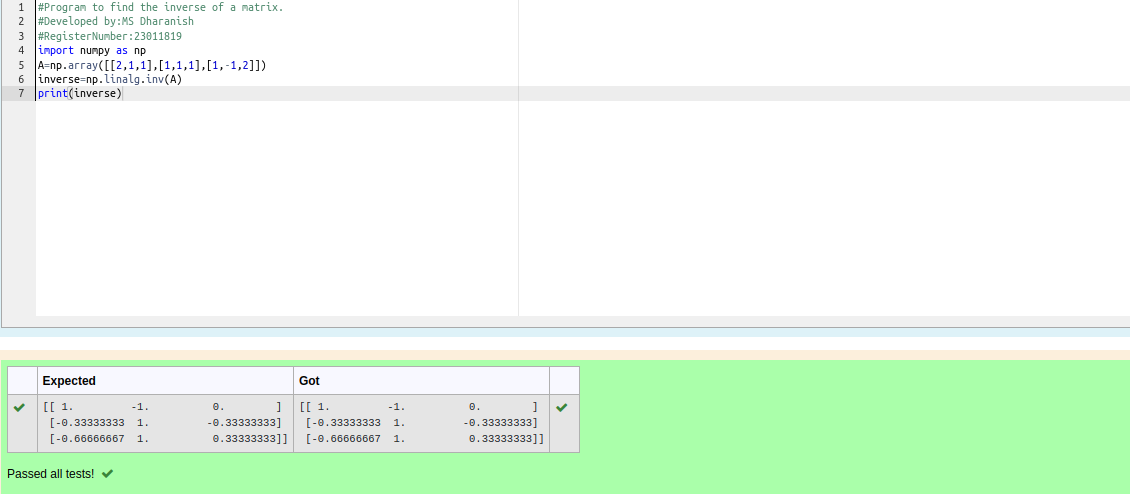 1 #Program to find the inverse of a matrix.
2 #Developed by:MS Dharanish
3 #RegisterNumber:23011819
4 import numpy as np
5 A=np.array([[2,1,1],[1,1,1],[1,-1,2]])
6 inverse=np.linalg.inv(A)
7 print(inverse)
Expected Got
[[ 1. -1. 0. ] [[ 1. -1. 0. ]
[-0.33333333 1. -0.33333333] [-0.33333333 1. -0.33333333]
[-0.66666667 1. 0.33333333]] [-0.66666667 1. 0.33333333]]
Passed all tests!